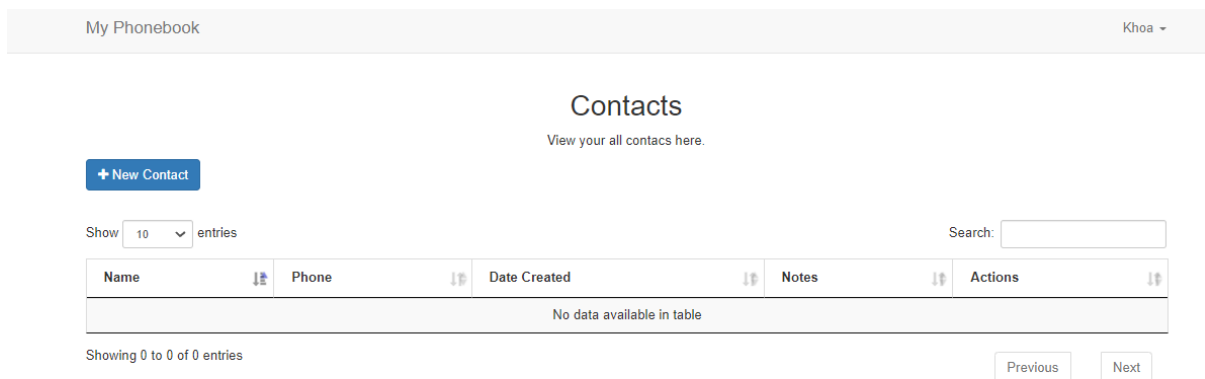 My Phonebook Khoa
Contacts
View your all contacs here.
New Contact
Show 10 entries Search:
Name Phone Date Created Notes Actions
No data available in table
Showing 0 to 0 of 0 entries
Previous Next